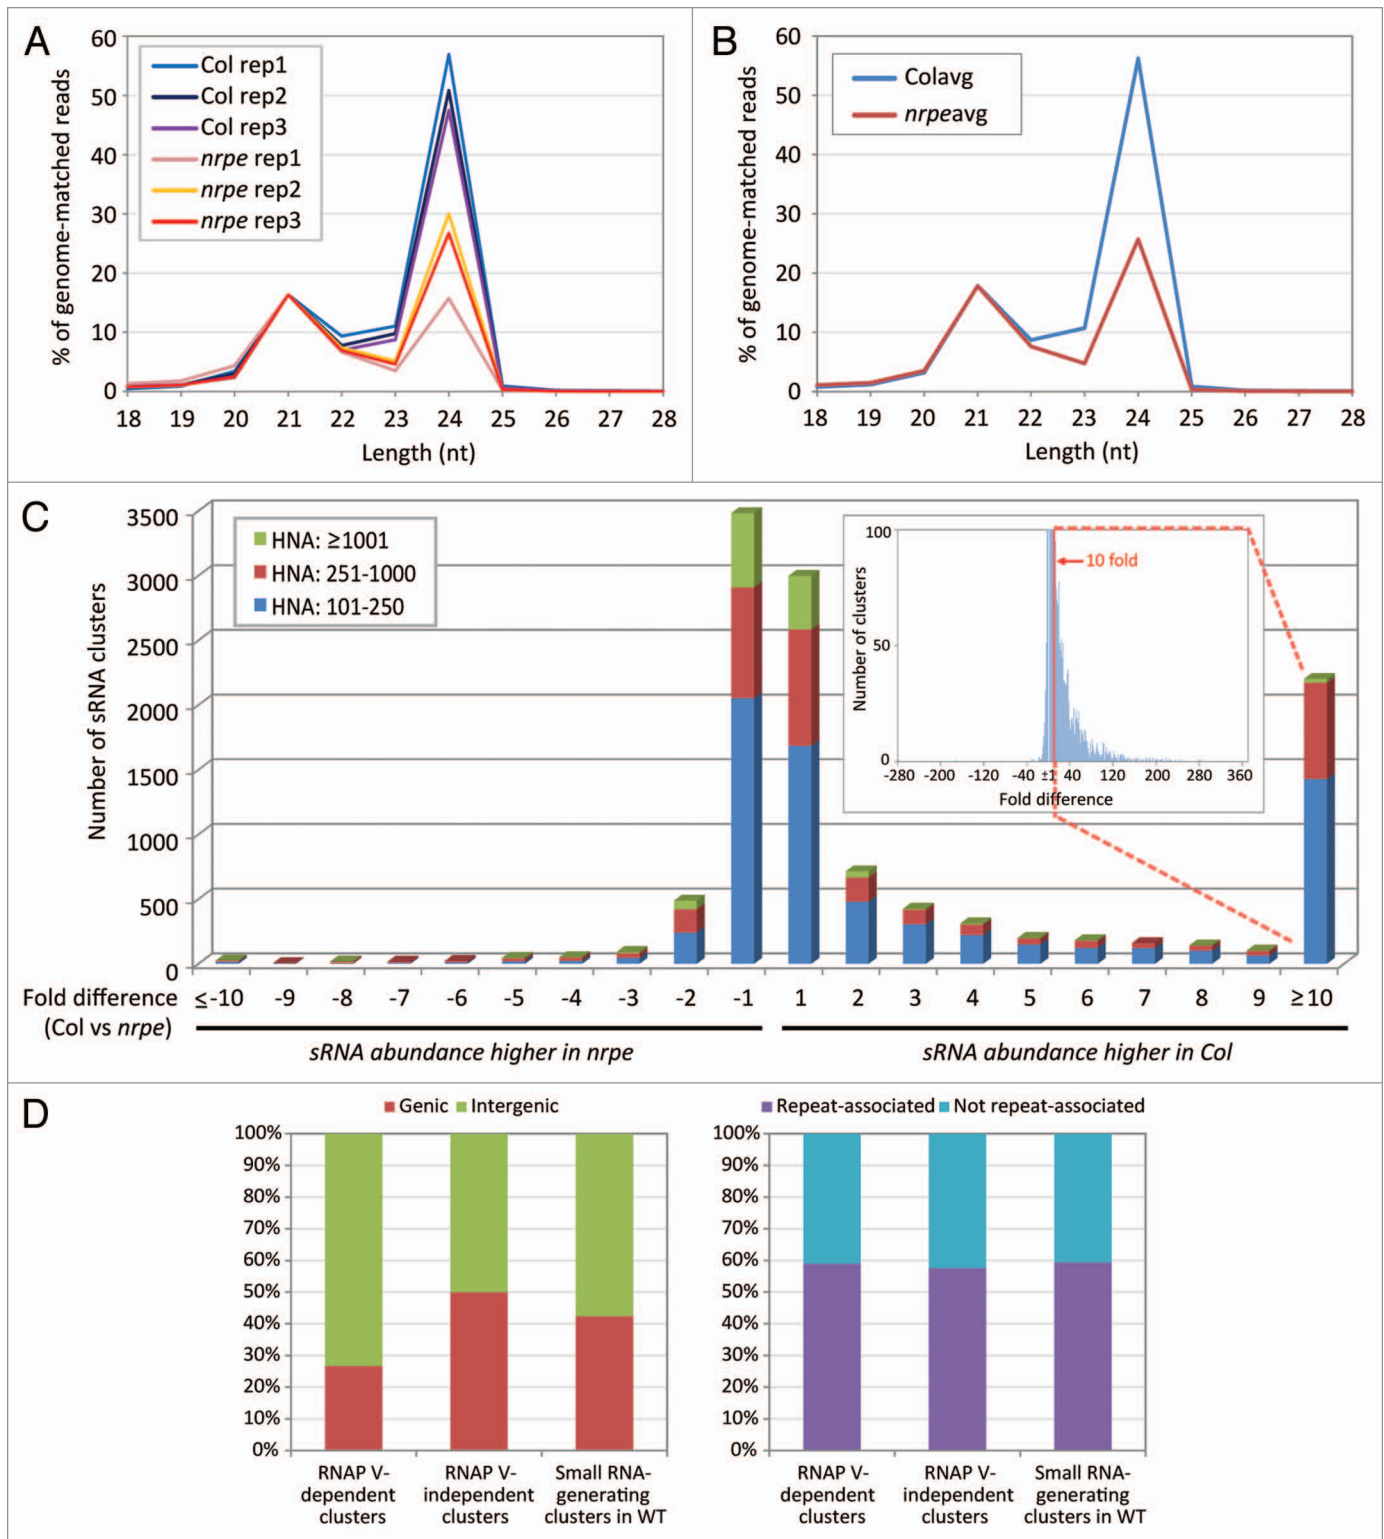 A
% of genome-matched reads
60
50
40
30
20
10
0
Col rep1
Col rep2
Col rep3
nrpe rep1
nrpe rep2
nrpe rep3
18 19 20 21 22 23 24 25 26 27 28
Length (nt)
B
% of genome-matched reads
60
50
40
30
20
10
0
Colavg
nrpeavg
18 19 20 21 22 23 24 25 26 27 28
Length (nt)
C
Number of sRNA clusters
3500
3000
2500
2000
1500
1000
500
0
HNA: ≥1001
HNA: 251-1000
HNA: 101-250
Number of clusters
100
50
0
10 fold
-280 -200 -120 -40 ±1 40 120 200 280 360
Fold difference
Fold difference ≤-10 -9 -8 -7 -6 -5 -4 -3 -2 -1 1 2 3 4 5 6 7 8 9 ≥10
(Col vs nrpe)
sRNA abundance higher in nrpe
sRNA abundance higher in Col
D
Genic Intergenic
100%
90%
80%
70%
60%
50%
40%
30%
20%
10%
0%
RNAP V-
dependent
clusters
RNAP V-
independent
clusters
Small RNA-
generating
clusters in WT
Repeat-associated Not repeat-associated
100%
90%
80%
70%
60%
50%
40%
30%
20%
10%
0%
RNAP V-
dependent
clusters
RNAP V-
independent
clusters
Small RNA-
generating
clusters in WT